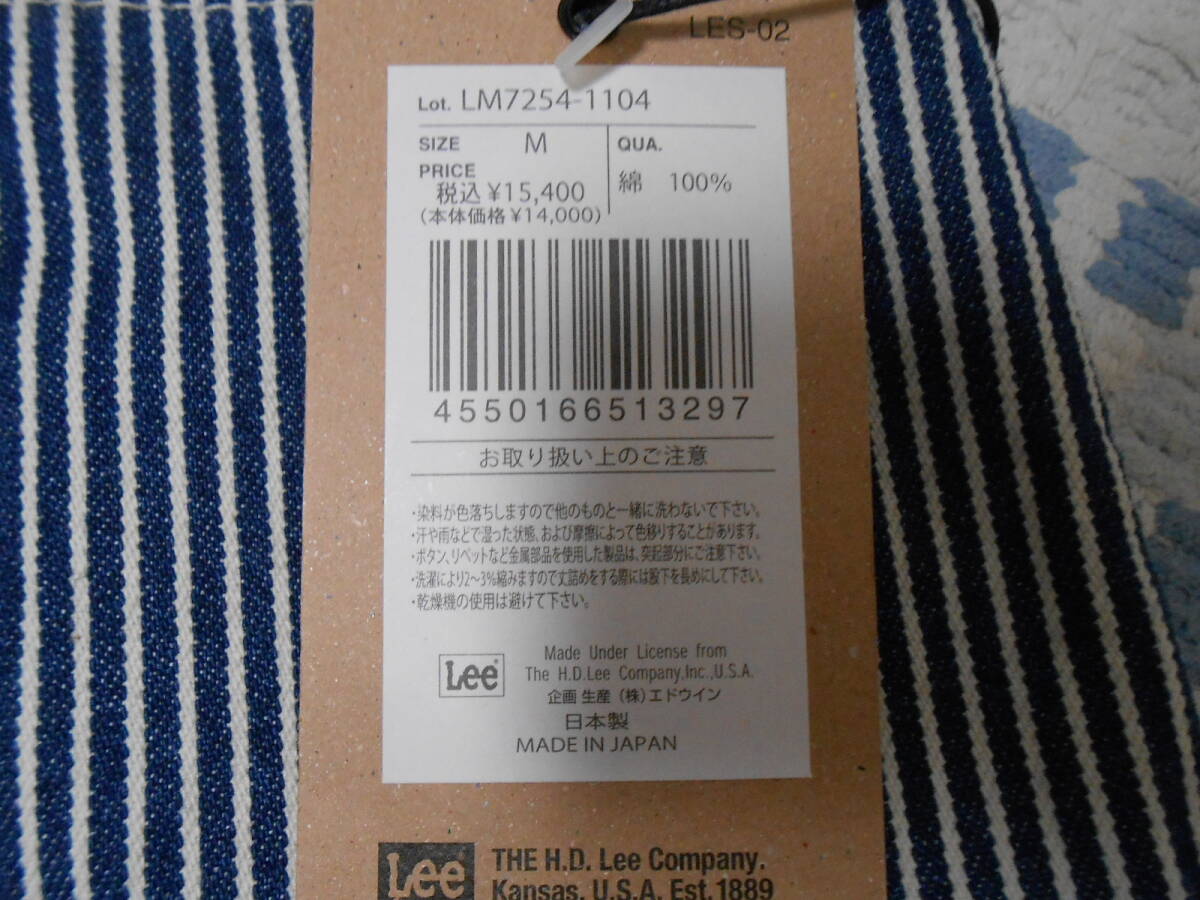 LES-02
Lot. LM7254-1104
SIZE M
QUA.
PRICE
税込 ¥15,400
綿 100%
(本体価格 ¥14,000)
4550166513297
お取り扱い上のご注意
・染料が色落ちしますので他のものと一緒に洗わないで下さい。
・汗や雨などで湿った状態、および摩擦によって色移りすることがあります。
・ボタン、リベットなど金属部品を使用した製品は、突起部分にご注意下さい。
・洗濯により2〜3%縮みますので丈詰めをする際には股下を長めにして下さい。
・乾燥機の使用は避けて下さい。
Lee®
Made Under License from
The H.D.Lee Company,Inc.,U.S.A.
企画 生産 (株)エドウイン
日本製
MADE IN JAPAN
Lee
THE H.D. Lee Company.
Kansas, U.S.A. Est.1889